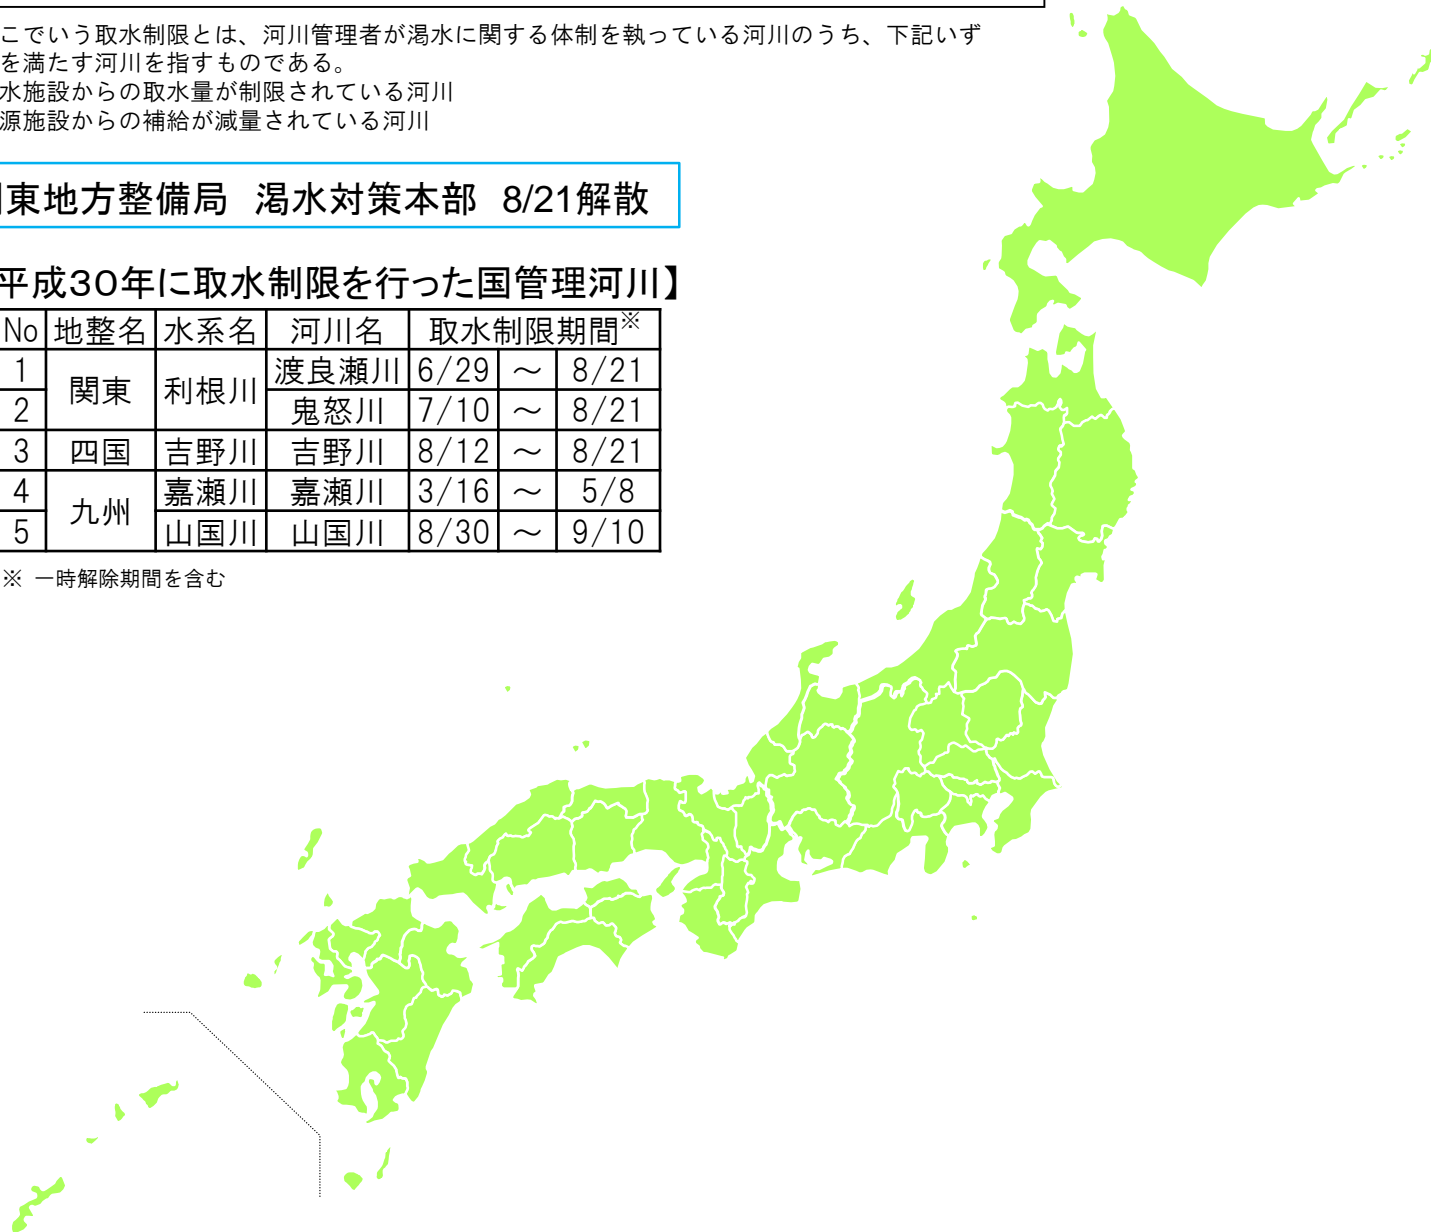 こでいう取水制限とは、河川管理者が渇水に関する体制を執っている河川のうち、下記いず
を満たす河川を指すものである。
水施設からの取水量が制限されている河川
源施設からの補給が減量されている河川
東地方整備局 渇水対策本部 8/21解散
平成30年に取水制限を行った国管理河川】
No 地整名 水系名 河川名 取水制限期間※
1 関東 利根川 渡良瀬川 6/29 ～ 8/21
2 鬼怒川 7/10 ～ 8/21
3 四国 吉野川 吉野川 8/12 ～ 8/21
4 九州 嘉瀬川 嘉瀬川 3/16 ～ 5/8
5 山国川 山国川 8/30 ～ 9/10
※ 一時解除期間を含む